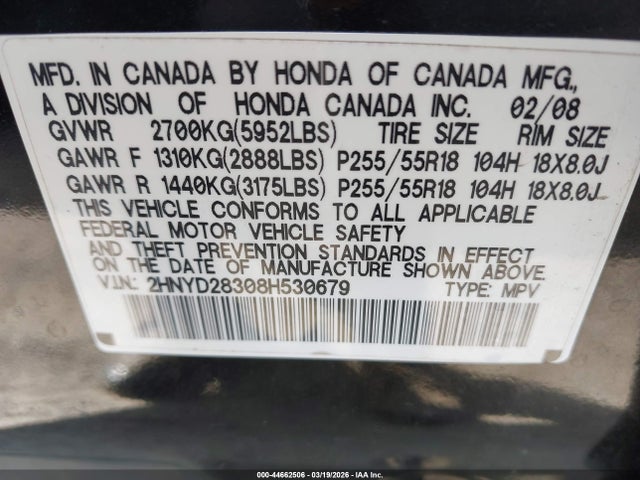 MFD. IN CANADA BY HONDA OF CANADA MFG.,
A DIVISION OF HONDA CANADA INC. 02/08
GVWR 2700KG(5952LBS) TIRE SIZE RIM SIZE
GAWR F 1310KG(2888LBS) P255/55R18 104H 18X8.0J
GAWR R 1440KG(3175LBS) P255/55R18 104H 18X8.0J
THIS VEHICLE CONFORMS TO ALL APPLICABLE
FEDERAL MOTOR VEHICLE SAFETY
AND THEFT PREVENTION STANDARDS IN EFFECT
ON THE DATE OF MANUFACTURE SHOWN ABOVE.
VIN: 2HNYD28308H530679 TYPE: MPV
000-44662506 - 03/19/2026 - IAA Inc.